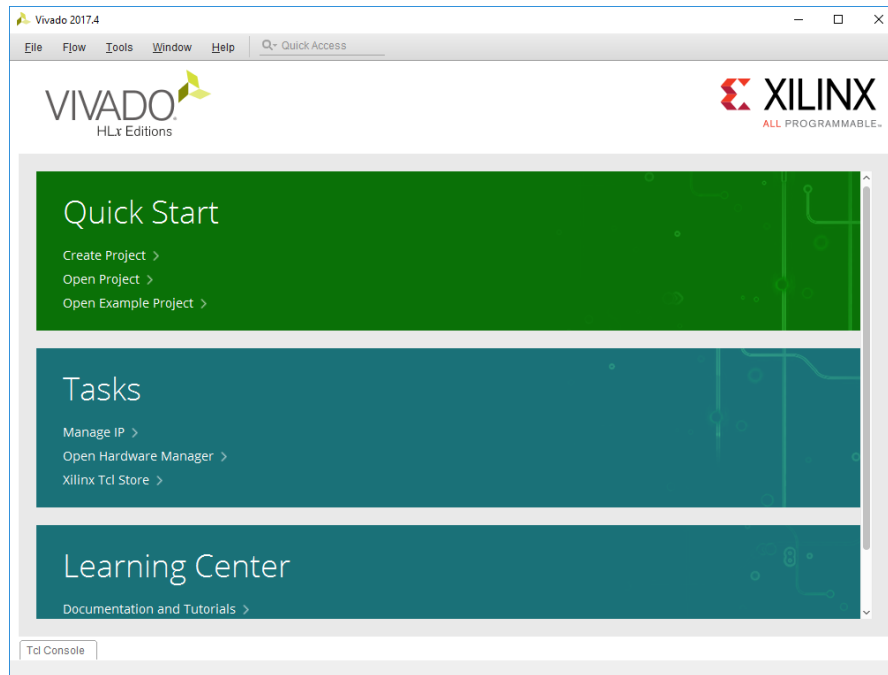 Vivado 2017.4
File Flow Tools Window Help Quick Access
VIVADO.
HLx Editions
XILINX
ALL PROGRAMMABLE™
Quick Start
Create Project >
Open Project >
Open Example Project >
Tasks
Manage IP >
Open Hardware Manager >
Xilinx Tcl Store >
Learning Center
Documentation and Tutorials >
Tcl Console